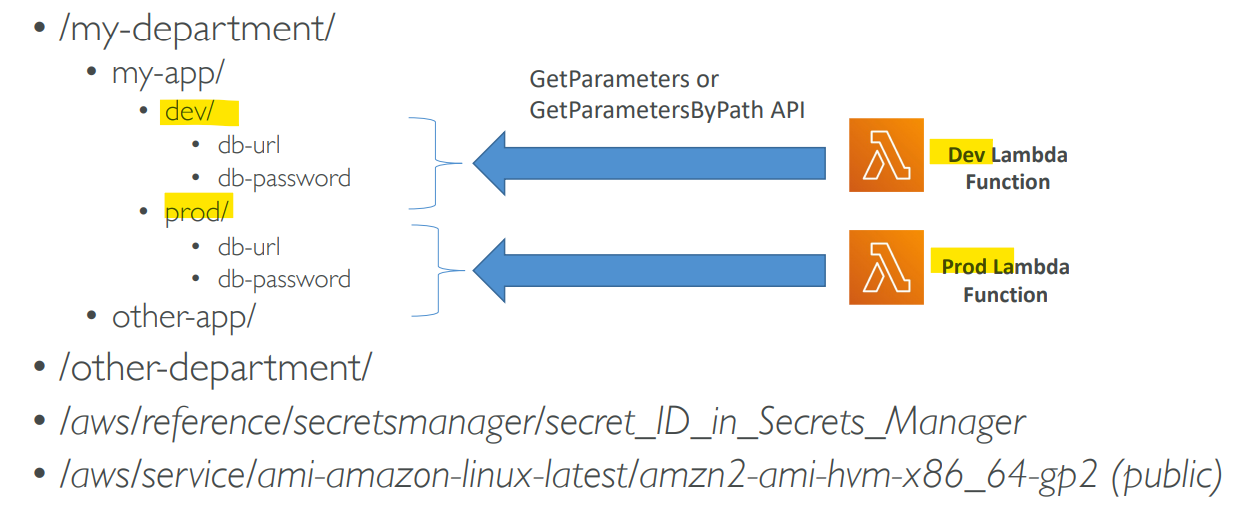 • /my-department/
• my-app/
• dev/
• db-url
• db-password
• prod/
• db-url
• db-password
• other-app/
GetParameters or
GetParametersByPath API
Dev Lambda
Function
Prod Lambda
Function
• /other-department/
• /aws/reference/secretsmanager/secret_ID_in_Secrets_Manager
• /aws/service/ami-amazon-linux-latest/amzn2-ami-hvm-x86_64-gp2 (public)